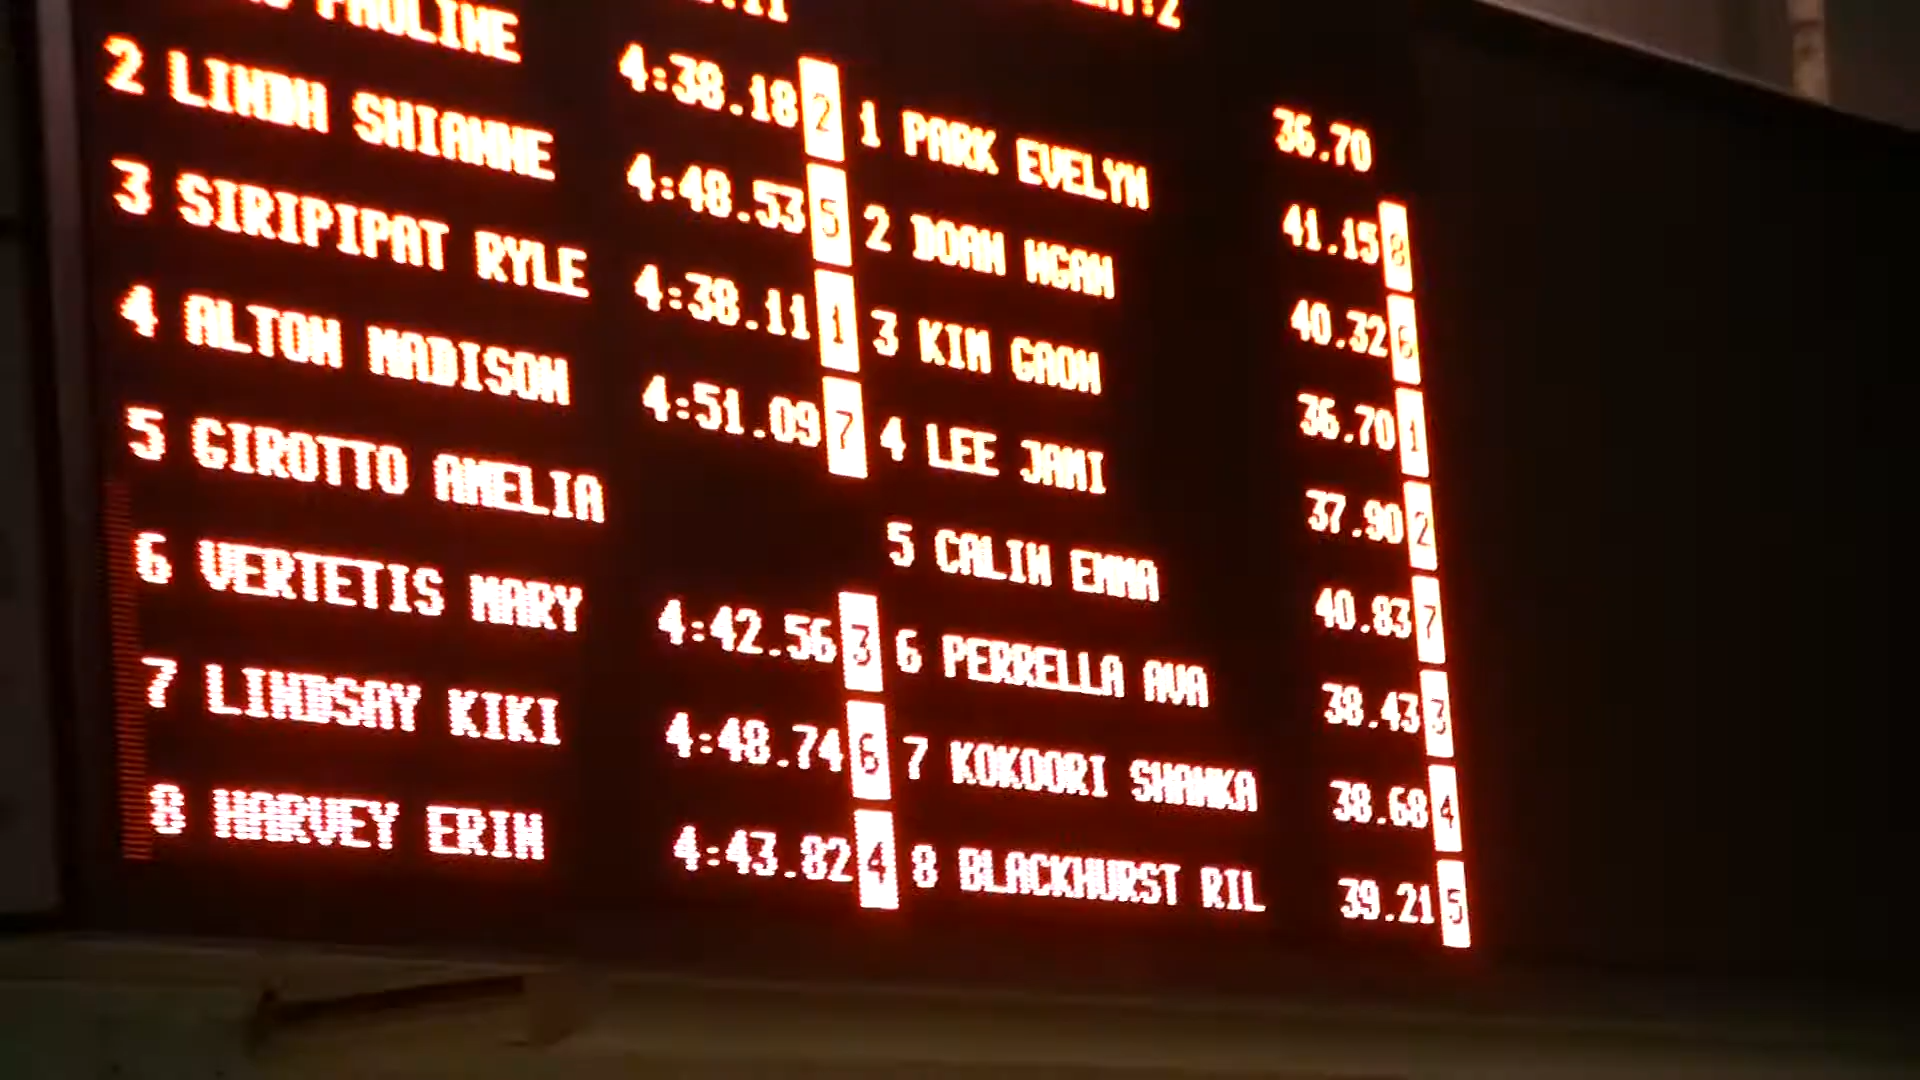 36.70
PAULINE 4:38.18 2 1 PARK EVELYN 41.15 8
2 LINDH SHIANNE 4:48.53 5 2 DOAN NGAN 40.32 6
3 SIRIPIPAT RYLE 4:38.11 1 3 KIM GAON 36.70 1
4 ALTON MADISON 4:51.09 7 4 LEE JAMI 37.90 2
5 GIROTTO AMELIA 5 CALIN EMMA 40.83 7
6 VERTETIS MARY 4:42.56 3 6 PERRELLA AVA 38.43 3
7 LINDSAY KIKI 4:48.74 6 7 KOKOORI SHANKA 38.68 4
8 HARVEY ERIN 4:43.82 4 8 BLACKHURST RIL 39.21 5